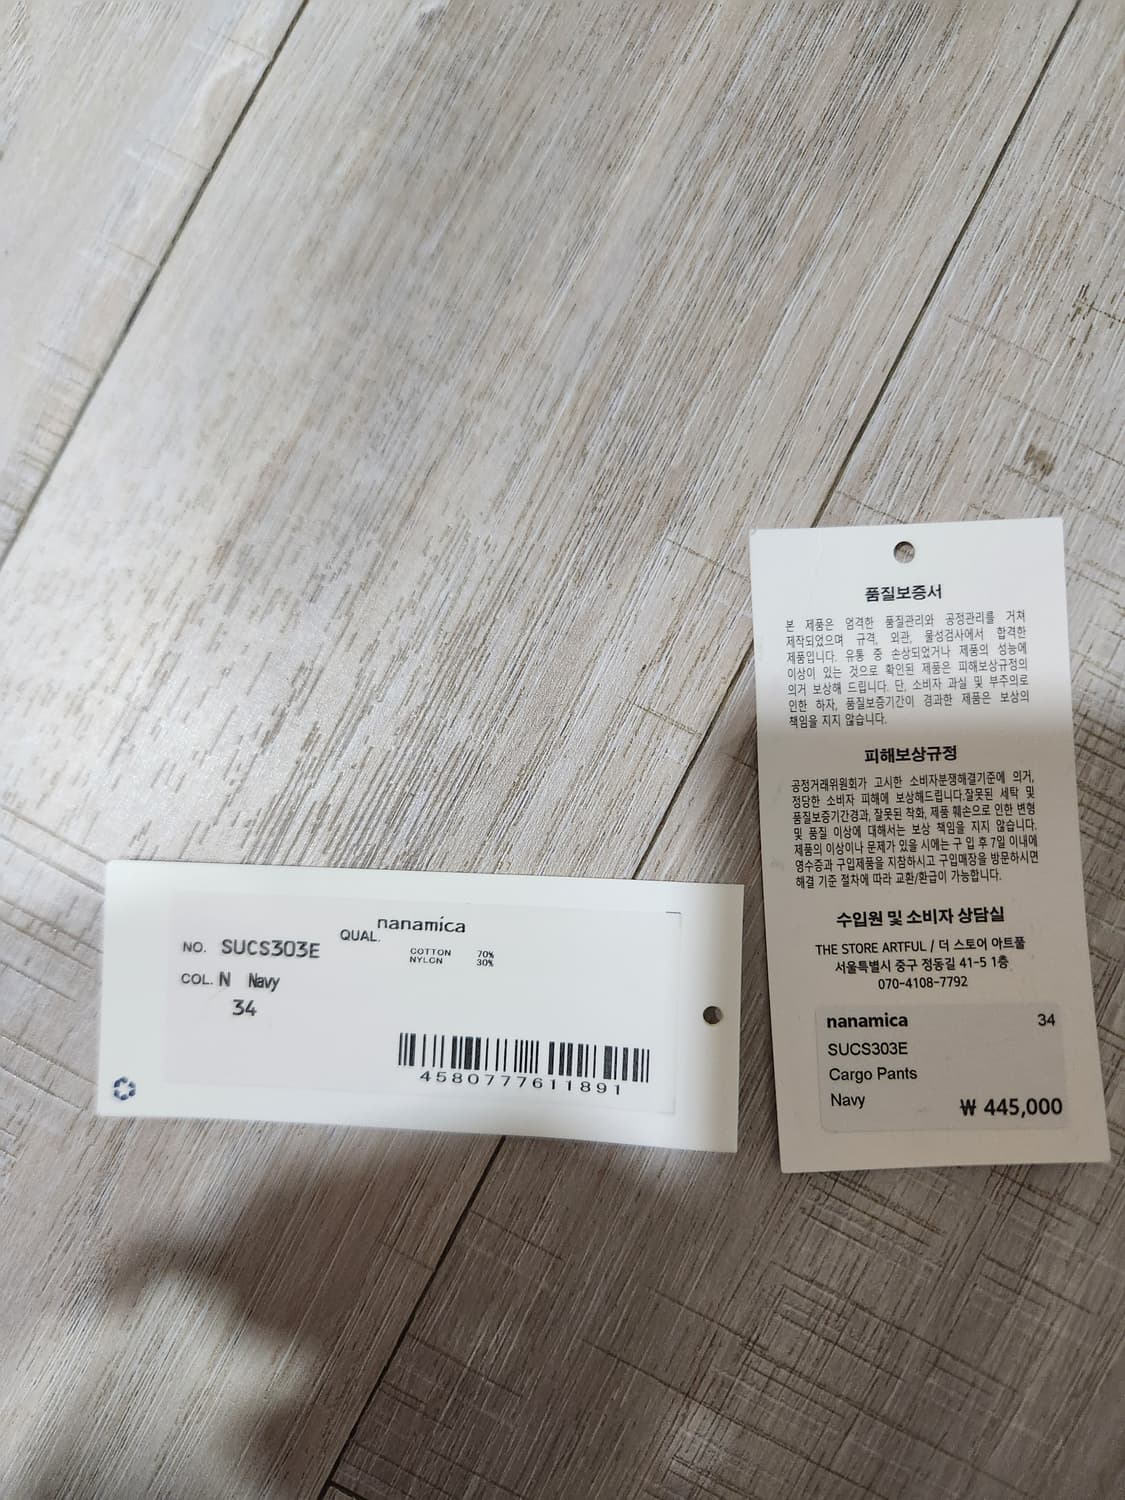 nanamica
QUAL.
COTTON 70%
NYLON 30%
NO. SUCS303E
COL. N Navy
34
4580777611891
품질보증서
본 제품은 엄격한 품질관리와 공정관리를 거쳐
제작되었으며 규격, 외관, 물성검사에서 합격한
제품입니다. 유통 중 손상되었거나 제품의 성능에
이상이 있는 것으로 확인된 제품은 피해보상규정의
의거 보상해 드립니다. 단, 소비자 과실 및 부주의로
인한 하자, 품질보증기간이 경과한 제품은 보상의
책임을 지지 않습니다.
피해보상규정
공정거래위원회가 고시한 소비자분쟁해결기준에 의거,
정당한 소비자 피해에 보상해드립니다.잘못된 세탁 및
품질보증기간경과, 잘못된 착화, 제품 훼손으로 인한 변형
및 품질 이상에 대해서는 보상 책임을 지지 않습니다.
제품의 이상이나 문제가 있을 시에는 구 입 후 7일 이내에
영수증과 구입제품을 지참하시고 구입매장을 방문하시면
해결 기준 절차에 따라 교환/환급이 가능합니다.
수입원 및 소비자 상담실
THE STORE ARTFUL / 더 스토어 아트풀
서울특별시 중구 정동길 41-5 1층
070-4108-7792
nanamica 34
SUCS303E
Cargo Pants
Navy
₩ 445,000